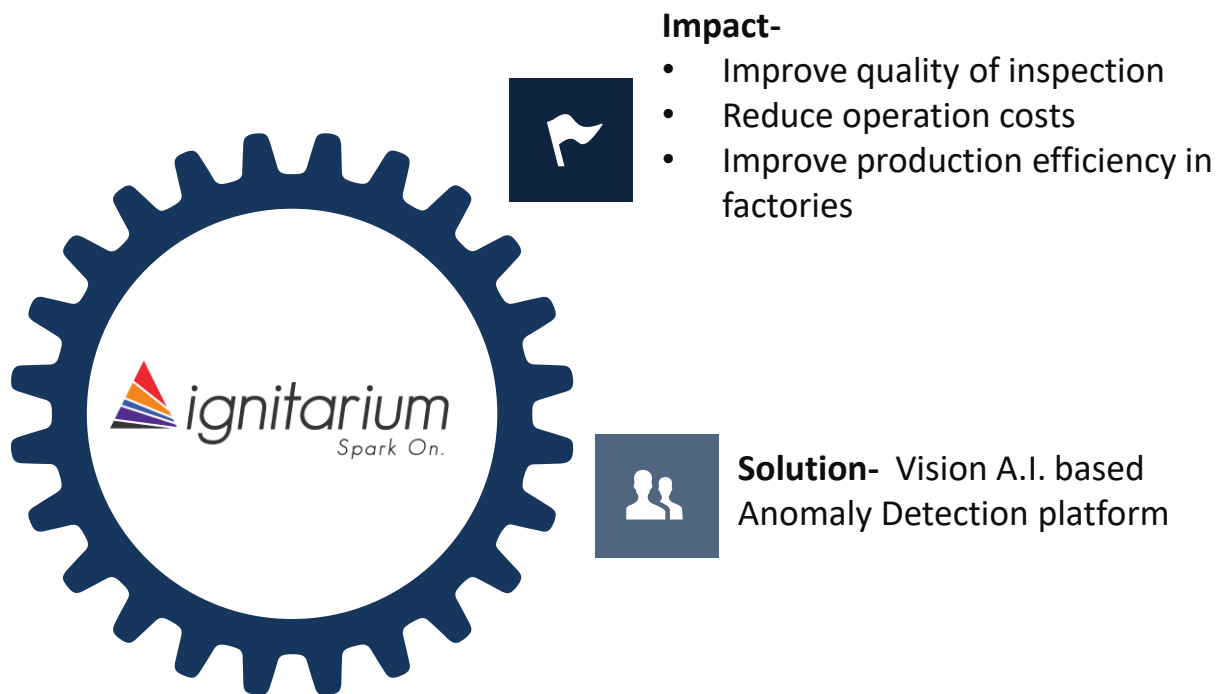 Impact-
• Improve quality of inspection
• Reduce operation costs
• Improve production efficiency in
factories
ignitarium
Spark On.
Solution- Vision A.I. based
Anomaly Detection platform